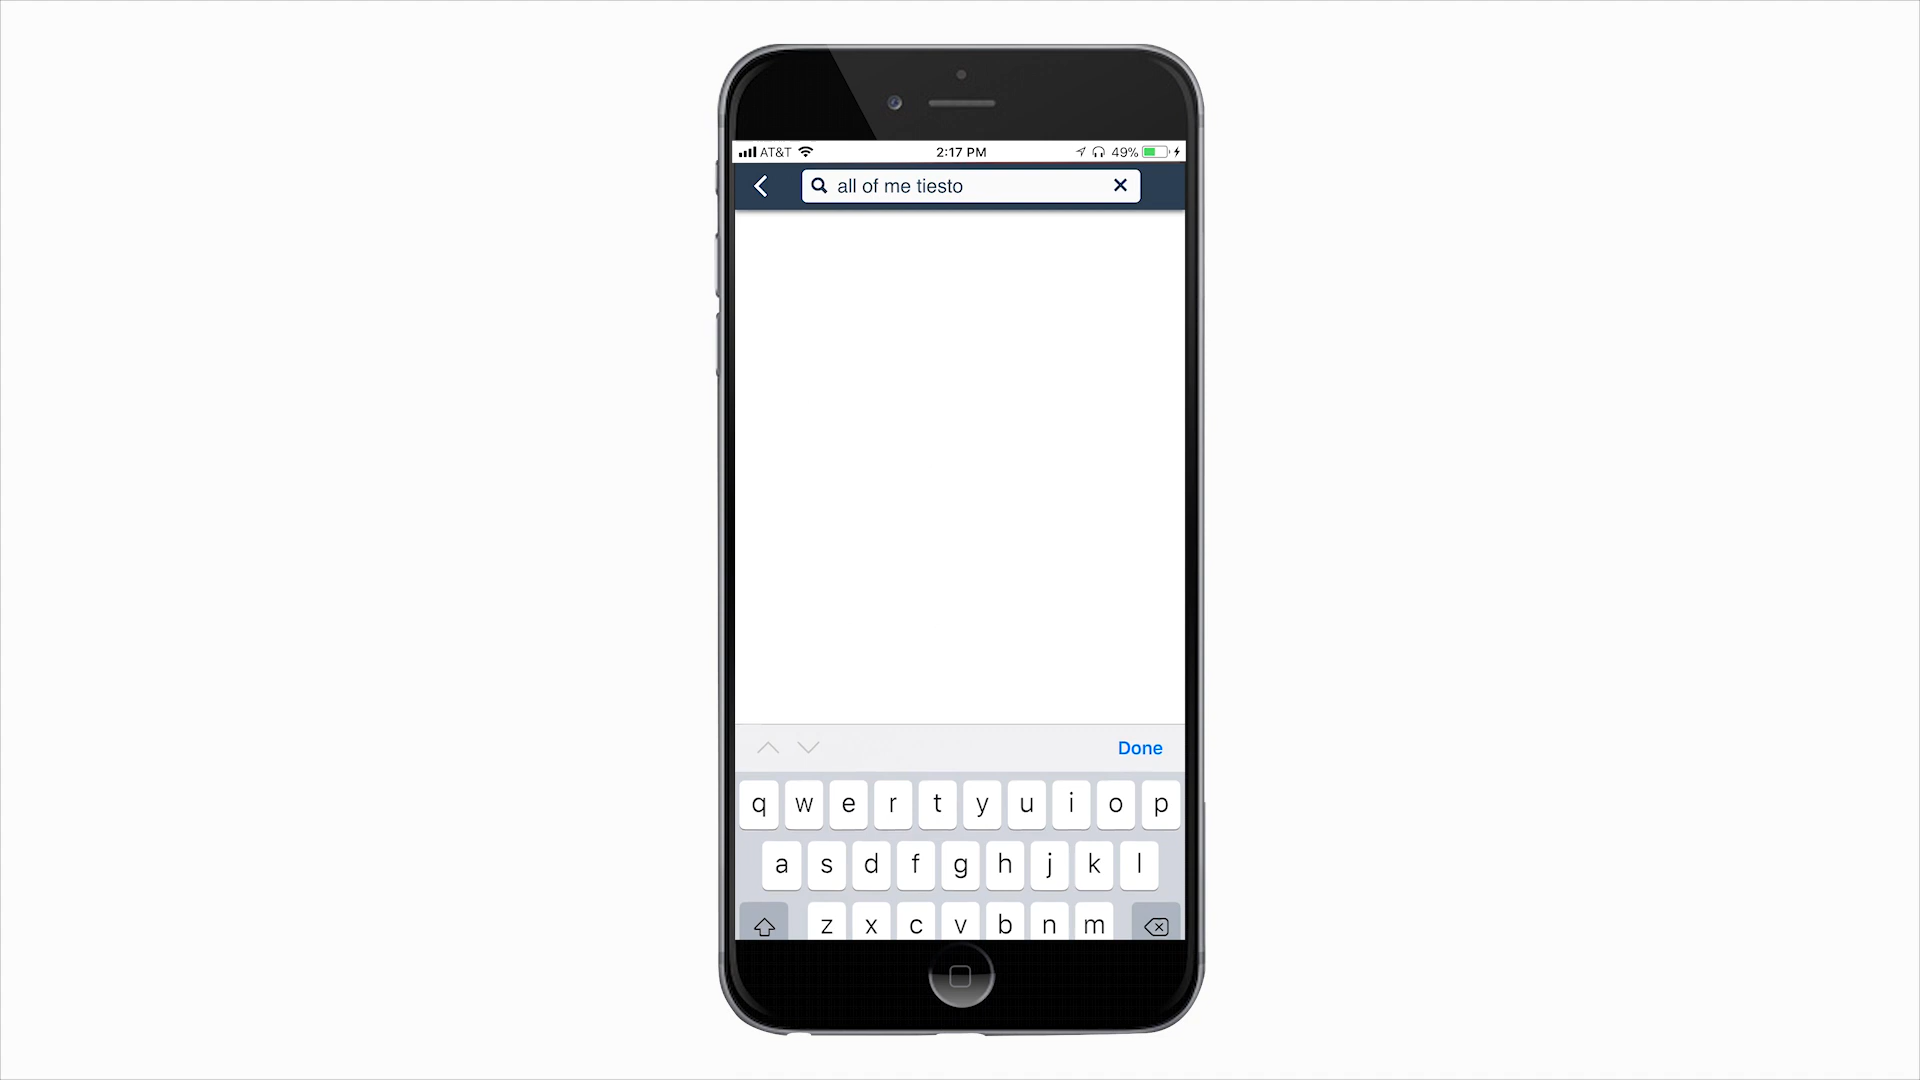 AT&T 2:17 PM 49%
all of me tiesto
Done
q w e r t y u i o p
a s d f g h j k l
z x c v b n m